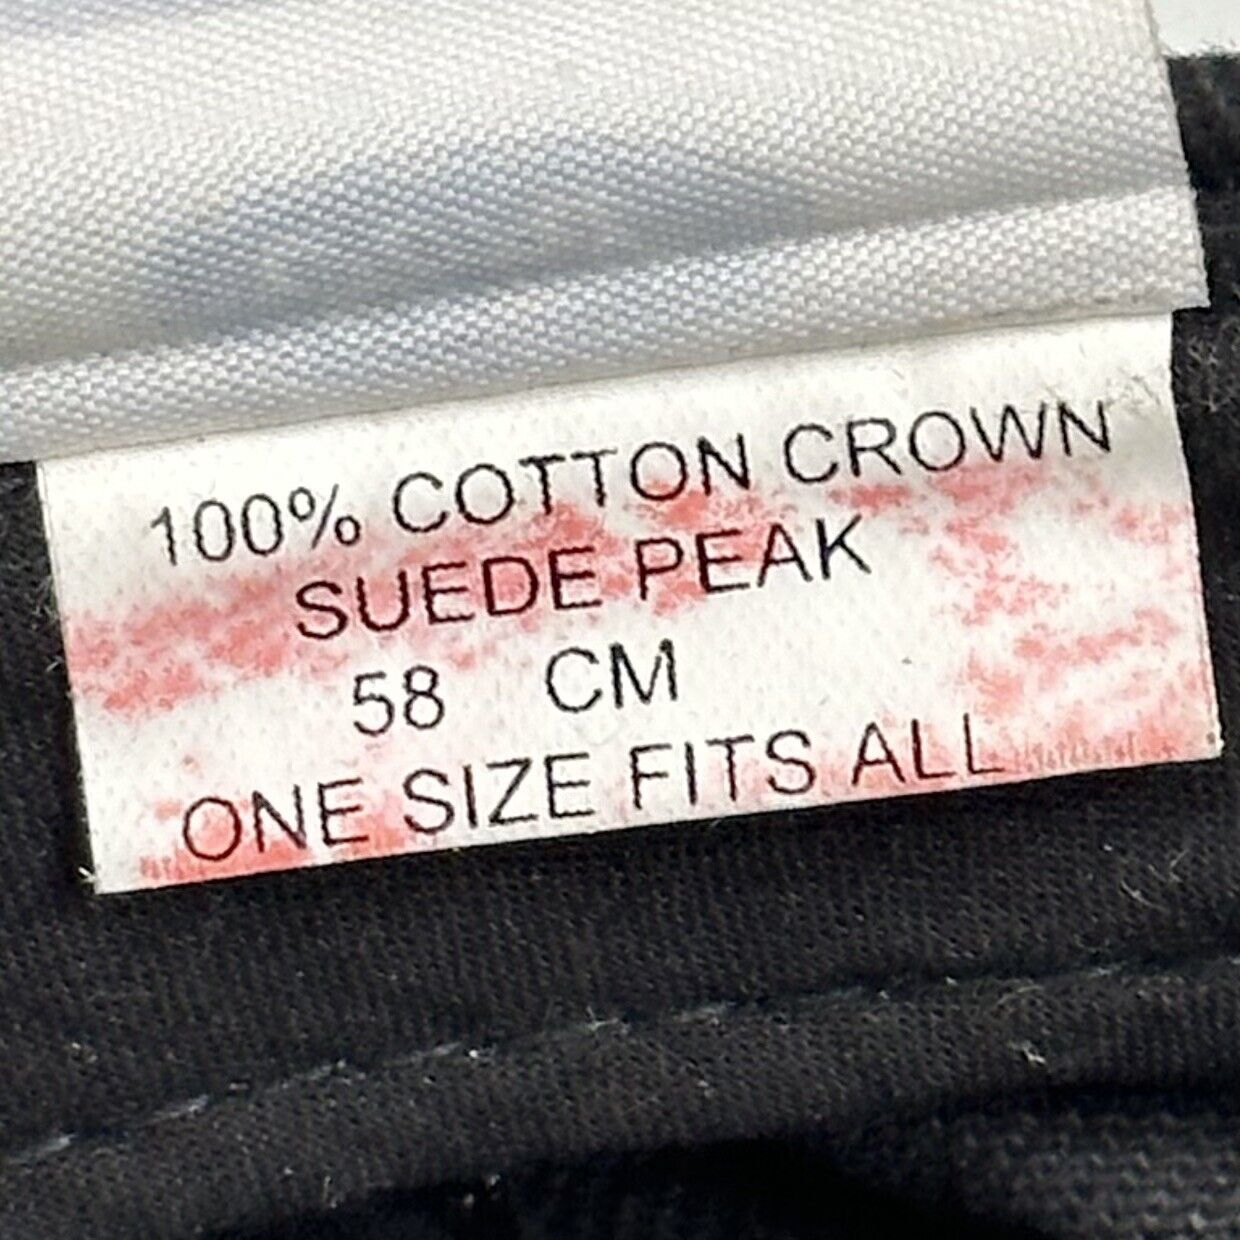 100% COTTON CROWN
SUEDE PEAK
58 CM
ONE SIZE FITS ALL